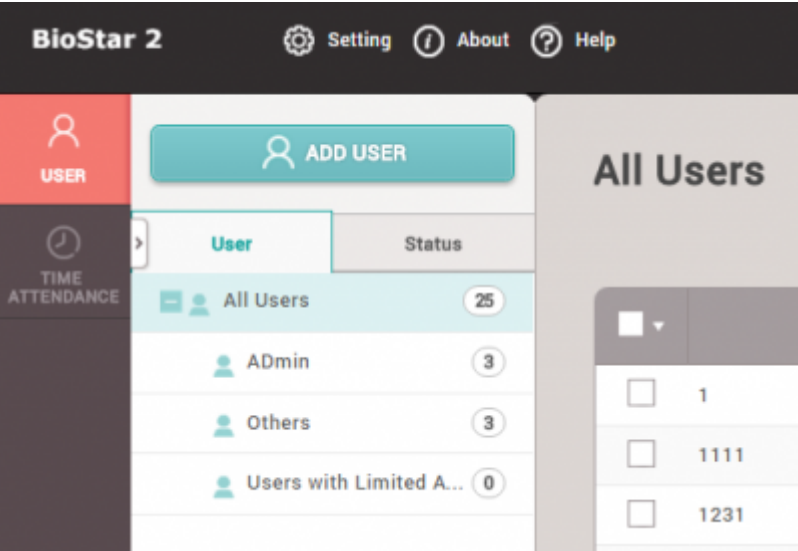 BioStar 2
Setting About Help
USER
TIME
ATTENDANCE
ADD USER
User Status
All Users 25
ADmin 3
Others 3
Users with Limited A... 0
All Users
1
1111
1231